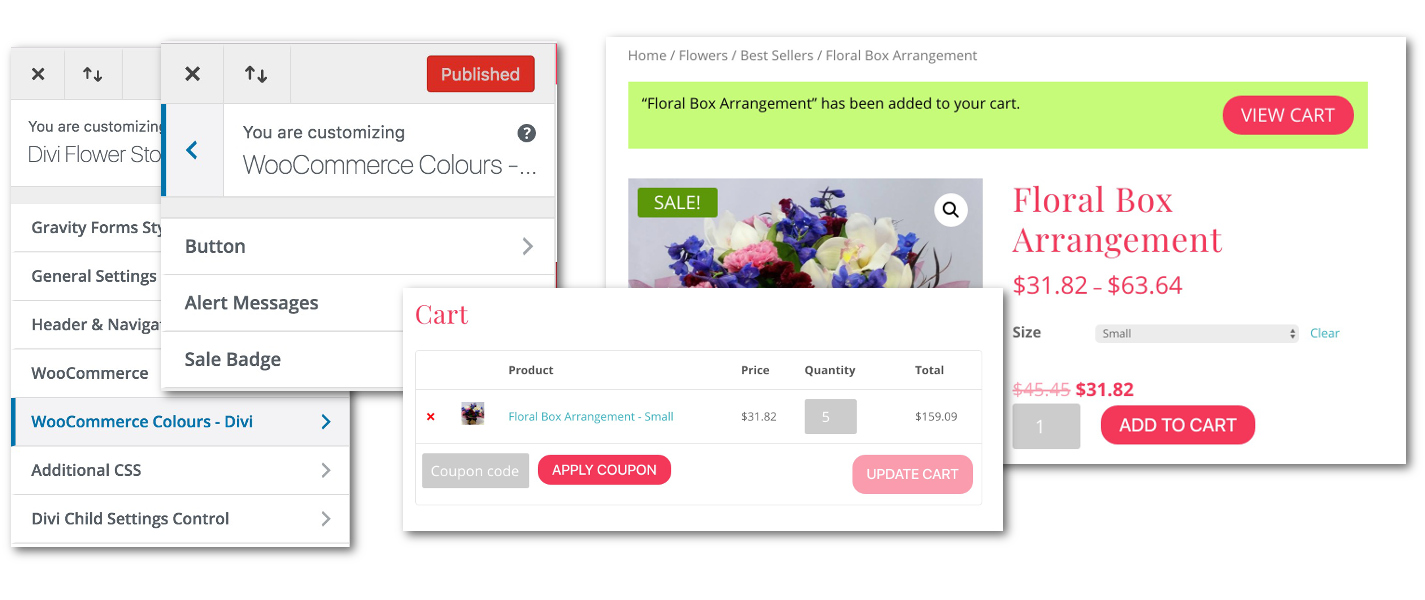 You are customizing
Divi Flower Sto
Gravity Forms Sty
General Settings
Header & Navigat
WooCommerce
WooCommerce Colours - Divi
Additional CSS
Divi Child Settings Control
Published
You are customizing
WooCommerce Colours -...
Button
Alert Messages
Sale Badge
Cart
Product Price Quantity Total
Floral Box Arrangement - Small $31.82 5 $159.09
Coupon code APPLY COUPON UPDATE CART
Home / Flowers / Best Sellers / Floral Box Arrangement
“Floral Box Arrangement” has been added to your cart.
VIEW CART
SALE!
Floral Box
Arrangement
$31.82 – $63.64
Size Small Clear
$45.45 $31.82
1 ADD TO CART